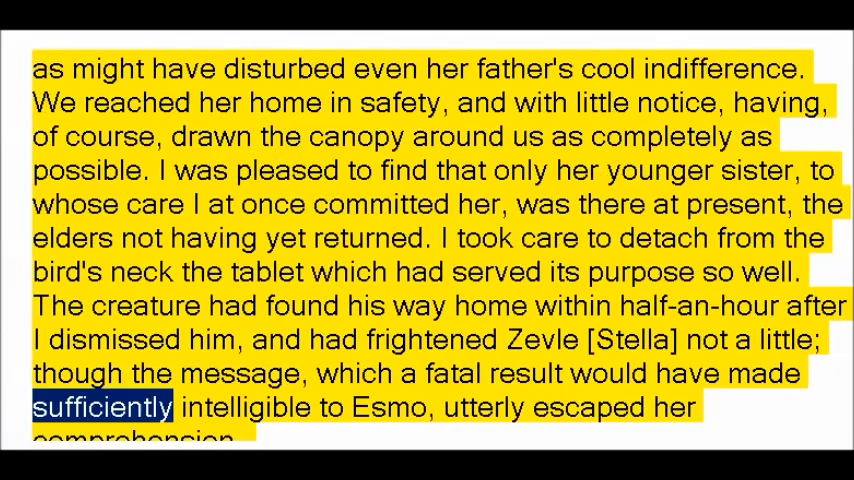 as might have disturbed even her father's cool indifference.
We reached her home in safety, and with little notice, having,
of course, drawn the canopy around us as completely as
possible. I was pleased to find that only her younger sister, to
whose care I at once committed her, was there at present, the
elders not having yet returned. I took care to detach from the
bird's neck the tablet which had served its purpose so well.
The creature had found his way home within half-an-hour after
I dismissed him, and had frightened Zevle [Stella] not a little;
though the message, which a fatal result would have made
sufficiently intelligible to Esmo, utterly escaped her
comprehension.